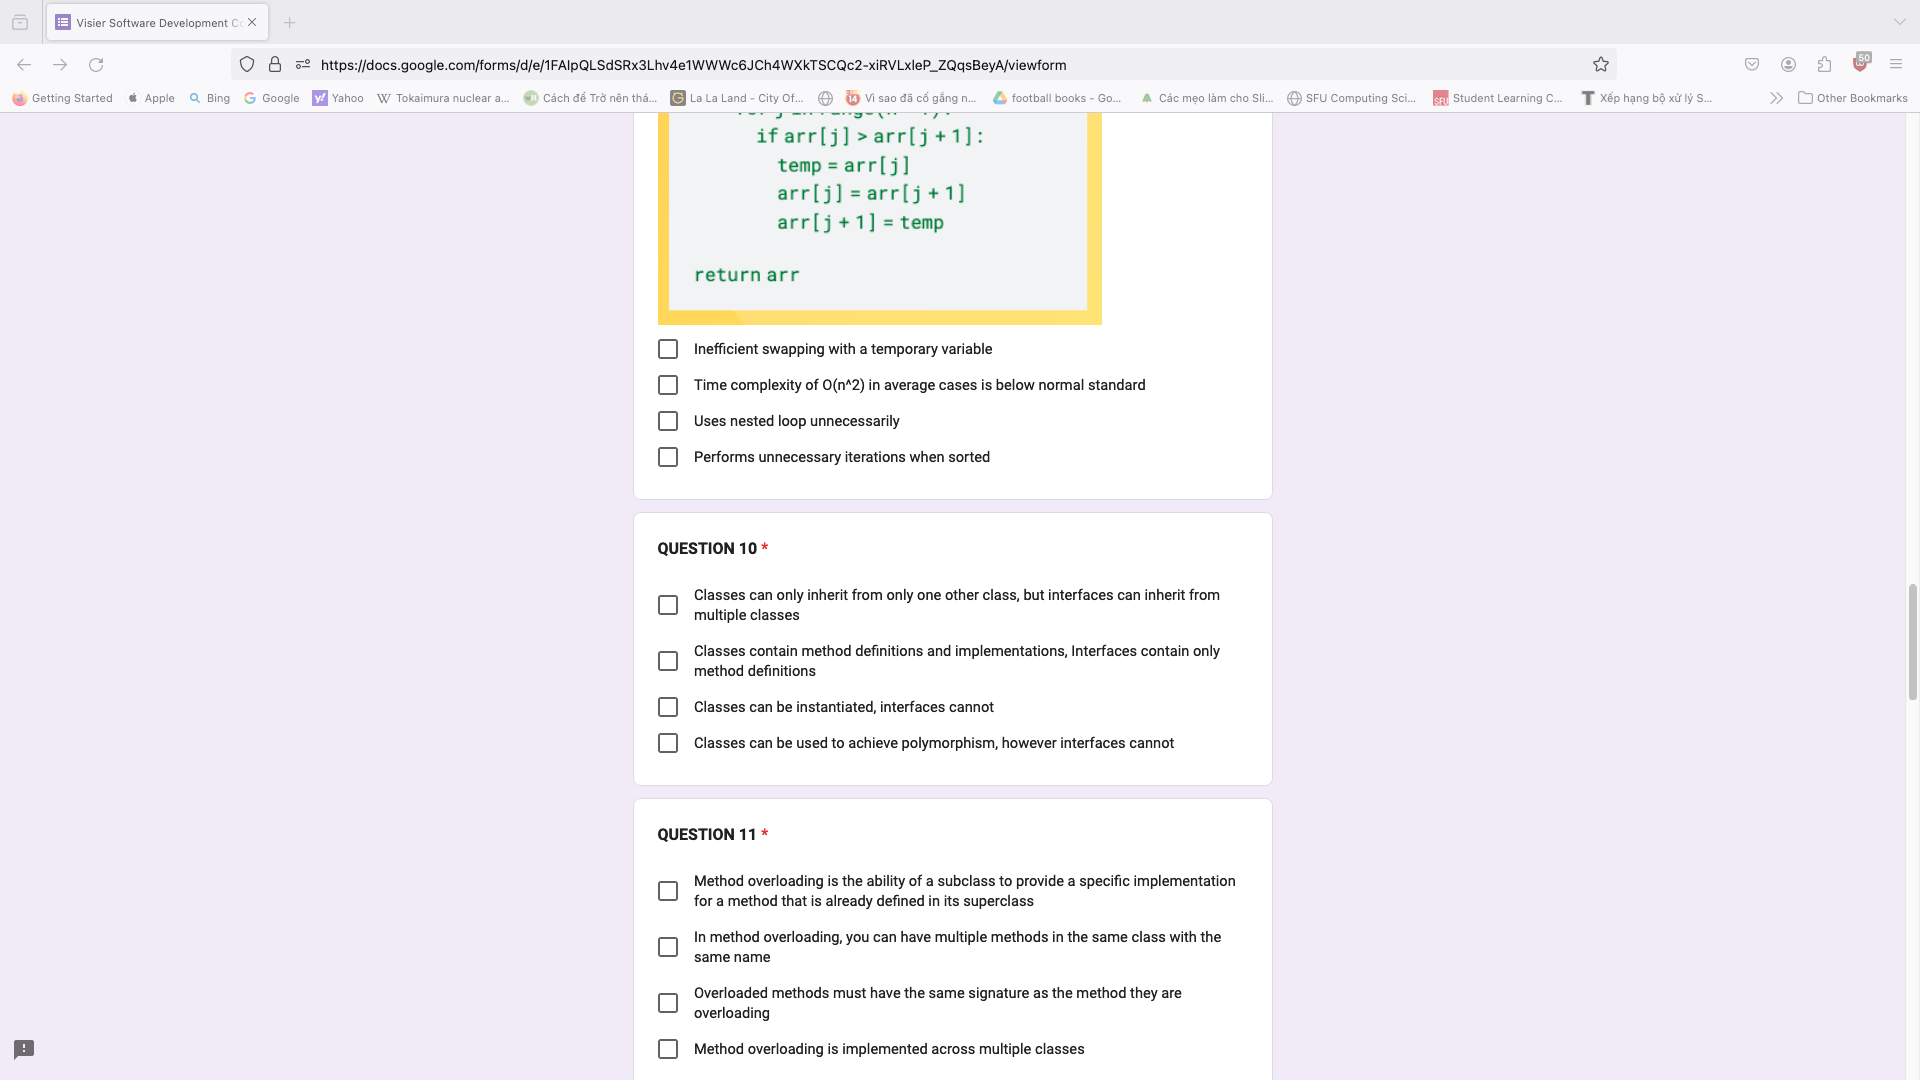 Visier Software Development C
https://docs.google.com/forms/d/e/1FAIpQLSdSRx3Lhv4e1WWWc6JCh4WXkTSCQc2-xiRVLxIeP_ZQqsBeyA/viewform
50
Getting Started
Apple
Bing
Google
Yahoo
Tokaimura nuclear a...
Cách để Trở nên thá...
La La Land - City Of...
Vì sao đã cố gắng n...
football books - Go...
Các mẹo làm cho Sli...
SFU Computing Sci...
Student Learning C...
Xếp hạng bộ xử lý S...
Other Bookmarks
if arr[j] > arr[j + 1]:
temp = arr[j]
arr[j] = arr[j + 1]
arr[j + 1] = temp
return arr
Inefficient swapping with a temporary variable
Time complexity of O(n^2) in average cases is below normal standard
Uses nested loop unnecessarily
Performs unnecessary iterations when sorted
QUESTION 10 *
Classes can only inherit from only one other class, but interfaces can inherit from
multiple classes
Classes contain method definitions and implementations, Interfaces contain only
method definitions
Classes can be instantiated, interfaces cannot
Classes can be used to achieve polymorphism, however interfaces cannot
QUESTION 11 *
Method overloading is the ability of a subclass to provide a specific implementation
for a method that is already defined in its superclass
In method overloading, you can have multiple methods in the same class with the
same name
Overloaded methods must have the same signature as the method they are
overloading
Method overloading is implemented across multiple classes